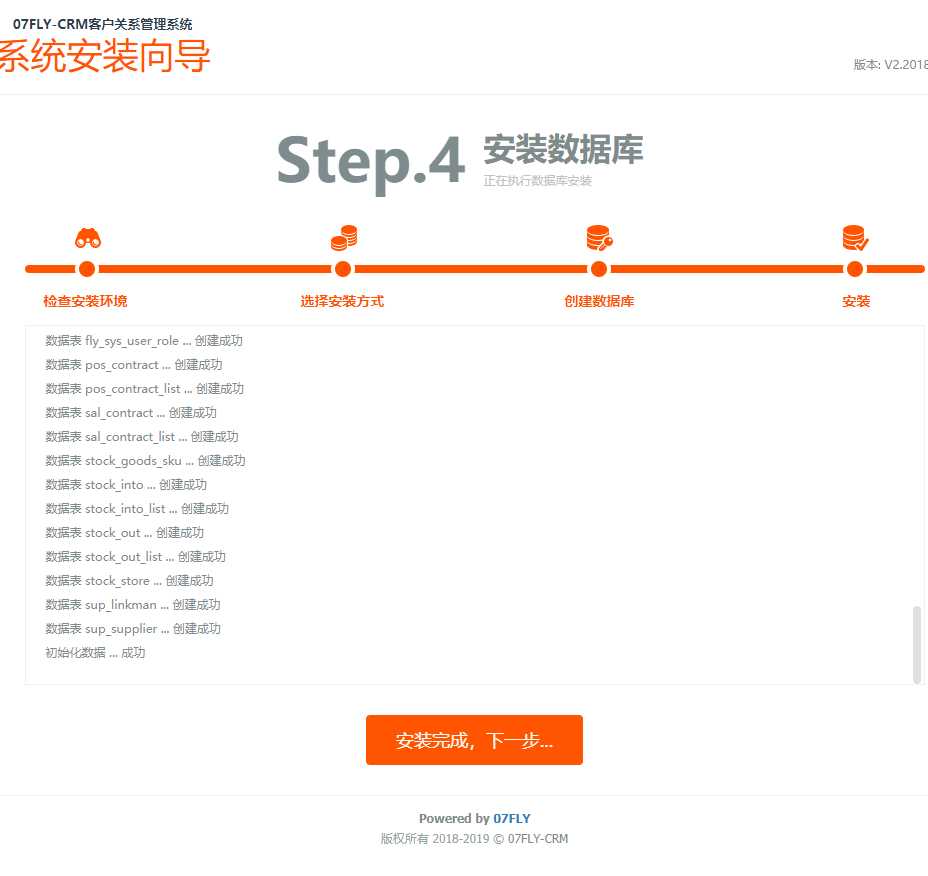 07FLY-CRM客户关系管理系统
系统安装向导
版本: V2.2018
Step.4
安装数据库
正在执行数据库安装
检查安装环境
选择安装方式
创建数据库
安装
数据表 fly_sys_user_role ... 创建成功
数据表 pos_contract ... 创建成功
数据表 pos_contract_list ... 创建成功
数据表 sal_contract ... 创建成功
数据表 sal_contract_list ... 创建成功
数据表 stock_goods_sku ... 创建成功
数据表 stock_into ... 创建成功
数据表 stock_into_list ... 创建成功
数据表 stock_out ... 创建成功
数据表 stock_out_list ... 创建成功
数据表 stock_store ... 创建成功
数据表 sup_linkman ... 创建成功
数据表 sup_supplier ... 创建成功
初始化数据 ... 成功
安装完成，下一步...
Powered by 07FLY
版权所有 2018-2019 © 07FLY-CRM